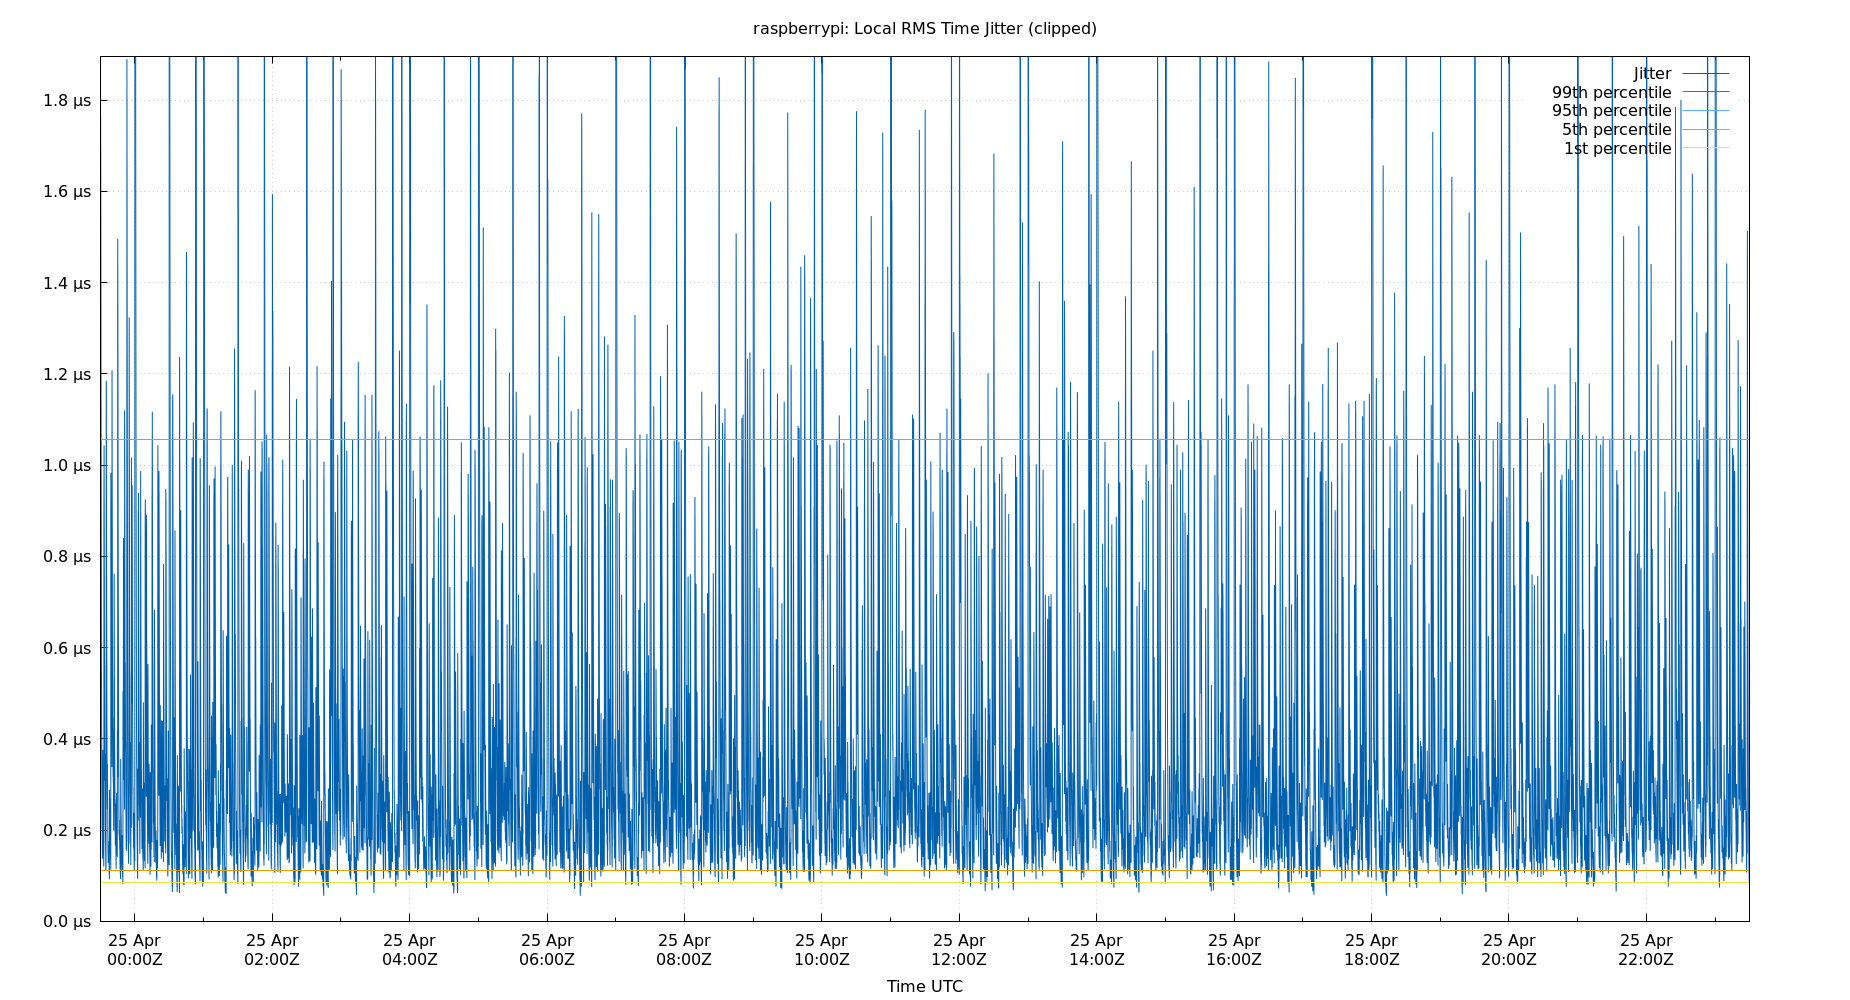 raspberrypi: Local RMS Time Jitter (clipped)
Jitter
99th percentile
95th percentile
5th percentile
1st percentile
1.8 µs
1.6 µs
1.4 µs
1.2 µs
1.0 µs
0.8 µs
0.6 µs
0.4 µs
0.2 µs
0.0 µs
25 Apr 25 Apr 25 Apr 25 Apr 25 Apr 25 Apr 25 Apr 25 Apr 25 Apr 25 Apr 25 Apr 25 Apr
00:00Z 02:00Z 04:00Z 06:00Z 08:00Z 10:00Z 12:00Z 14:00Z 16:00Z 18:00Z 20:00Z 22:00Z
Time UTC